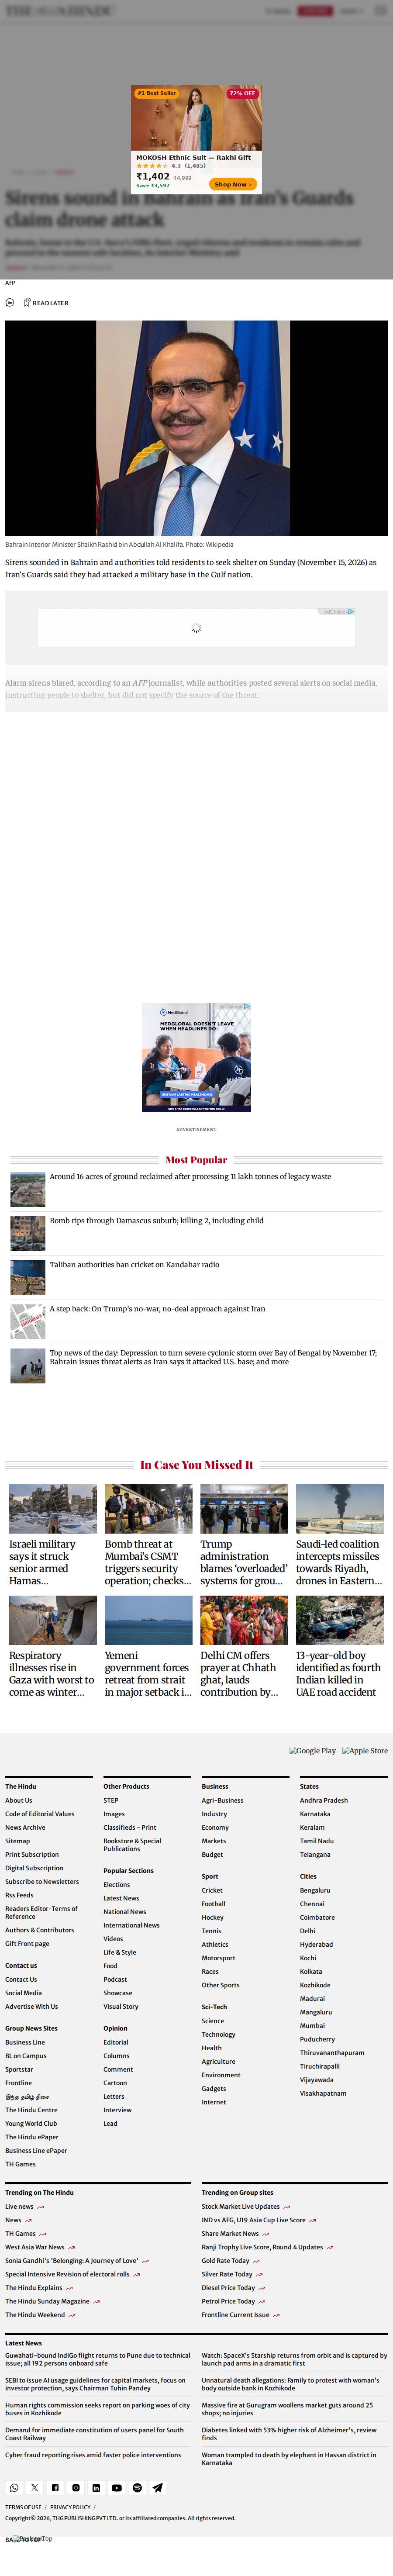 THE HINDU
#1 Best Seller
72% OFF
MOKOSH Ethnic Suit — Rakhi Gift
4.3 (1,485)
₹1,402 ₹4,999
Save ₹3,597
Shop Now
Sirens sound in Bahrain after Iran's Guards
claim drone attack
AFP
READ LATER
Bahrain Interior Minister Shaikh Rashid bin Abdullah Al Khalifa. Photo: Wikipedia
Sirens sounded in Bahrain and authorities told residents to seek shelter on Sunday (November 15, 2026) as
Iran's Guards said they had attacked a military base in the Gulf nation.
AdChoices
Alarm sirens blared, according to an AFP journalist, while authorities posted several alerts on social media,
instructing people to shelter, but did not specify the source of the threat.
AdChoices
MedGlobal
MEDGLOBAL DOESN'T LEAVE
WHEN HEADLINES DO
ADVERTISEMENT
Most Popular
Around 16 acres of ground reclaimed after processing 11 lakh tonnes of legacy waste
Bomb rips through Damascus suburb; killing 2, including child
Taliban authorities ban cricket on Kandahar radio
A step back: On Trump's no-war, no-deal approach against Iran
Top news of the day: Depression to turn severe cyclonic storm over Bay of Bengal by November 17;
Bahrain issues threat alerts as Iran says it attacked U.S. base; and more
In Case You Missed It
Israeli military
says it struck
senior armed
Hamas...
Bomb threat at
Mumbai's CSMT
triggers security
operation; checks...
Trump
administration
blames 'overloaded'
systems for grou...
Saudi-led coalition
intercepts missiles
towards Riyadh,
drones in Eastern...
Respiratory
illnesses rise in
Gaza with worst to
come as winter...
Yemeni
government forces
retreat from strait
in major setback i...
Delhi CM offers
prayer at Chhath
ghat, lauds
contribution by...
13-year-old boy
identified as fourth
Indian killed in
UAE road accident
Google Play
Apple Store
The Hindu
About Us
Code of Editorial Values
News Archive
Sitemap
Print Subscription
Digital Subscription
Subscribe to Newsletters
Rss Feeds
Readers Editor-Terms of
Reference
Authors & Contributors
Gift Front page
Contact us
Contact Us
Social Media
Advertise With Us
Group News Sites
Business Line
BL on Campus
Sportstar
Frontline
இந்து தமிழ் திசை
The Hindu Centre
Young World Club
The Hindu ePaper
Business Line ePaper
TH Games
Other Products
STEP
Images
Classifieds - Print
Bookstore & Special
Publications
Popular Sections
Elections
Latest News
National News
International News
Videos
Life & Style
Food
Podcast
Showcase
Visual Story
Opinion
Editorial
Columns
Comment
Cartoon
Letters
Interview
Lead
Business
Agri-Business
Industry
Economy
Markets
Budget
Sport
Cricket
Football
Hockey
Tennis
Athletics
Motorsport
Races
Other Sports
Sci-Tech
Science
Technology
Health
Agriculture
Environment
Gadgets
Internet
States
Andhra Pradesh
Karnataka
Keralam
Tamil Nadu
Telangana
Cities
Bengaluru
Chennai
Coimbatore
Delhi
Hyderabad
Kochi
Kolkata
Kozhikode
Madurai
Mangaluru
Mumbai
Puducherry
Thiruvananthapuram
Tiruchirapalli
Vijayawada
Visakhapatnam
Trending on The Hindu
Live news
News
TH Games
West Asia War News
Sonia Gandhi's 'Belonging: A Journey of Love'
Special Intensive Revision of electoral rolls
The Hindu Explains
The Hindu Sunday Magazine
The Hindu Weekend
Trending on Group sites
Stock Market Live Updates
IND vs AFG, U19 Asia Cup Live Score
Share Market News
Ranji Trophy Live Score, Round 4 Updates
Gold Rate Today
Silver Rate Today
Diesel Price Today
Petrol Price Today
Frontline Current Issue
Latest News
Guwahati-bound IndiGo flight returns to Pune due to technical
issue; all 192 persons onboard safe
Watch: SpaceX's Starship returns from orbit and is captured by
launch pad arms in a dramatic first
SEBI to issue AI usage guidelines for capital markets, focus on
investor protection, says Chairman Tuhin Pandey
Unnatural death allegations: Family to protest with woman's
body outside bank in Kozhikode
Human rights commission seeks report on parking woes of city
buses in Kozhikode
Massive fire at Gurugram woollens market guts around 25
shops; no injuries
Demand for immediate constitution of users panel for South
Coast Railway
Diabetes linked with 53% higher risk of Alzheimer's, review
finds
Cyber fraud reporting rises amid faster police interventions
Woman trampled to death by elephant in Hassan district in
Karnataka
TERMS OF USE / PRIVACY POLICY /
Copyright© 2026, THG PUBLISHING PVT LTD. or its affiliated companies. All rights reserved.
BACK TO TOP